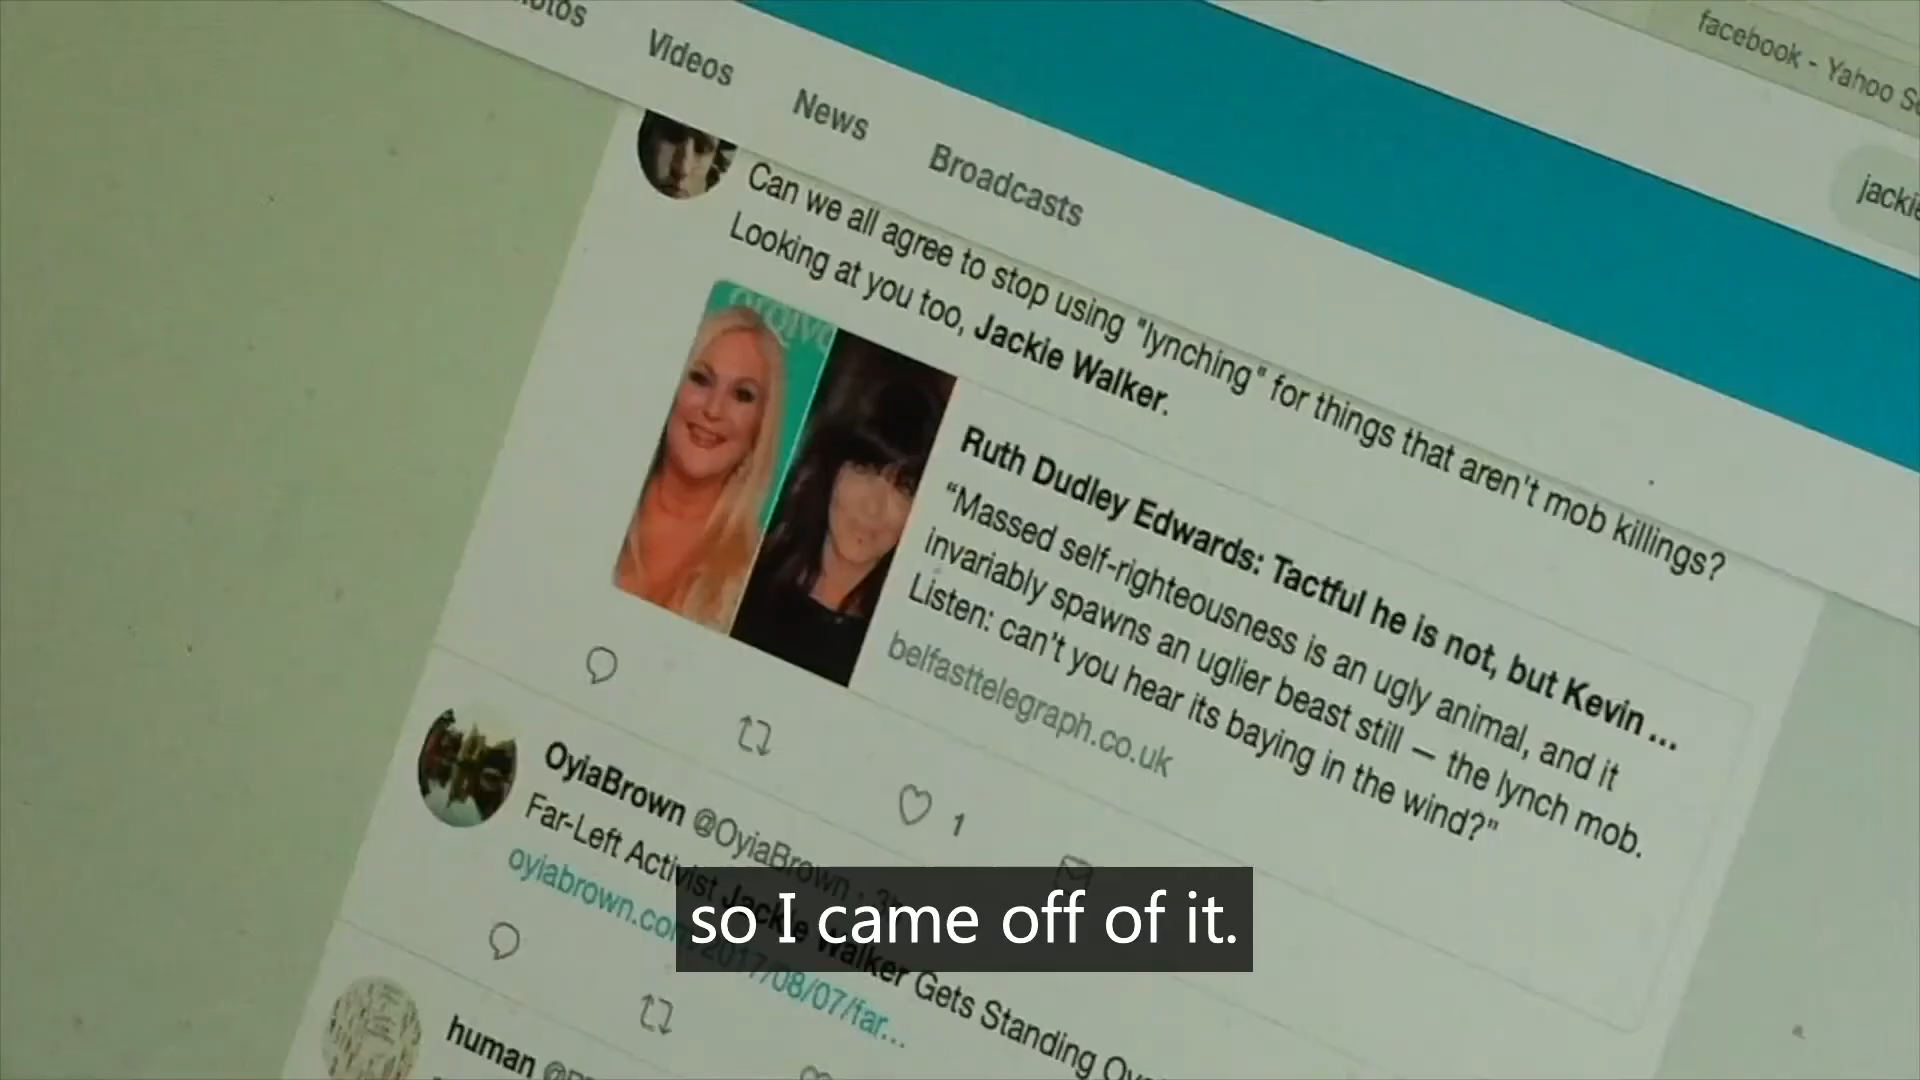 facebook - Yahoo
Videos
News
Broadcasts
Can we all agree to stop using "lynching" for things that aren't mob killings?
Looking at you too, Jackie Walker.
Ruth Dudley Edwards: Tactful he is not, but Kevin ...
“Massed self-righteousness is an ugly animal, and it
invariably spawns an uglier beast still – the lynch mob.
Listen: can't you hear its baying in the wind?"
belfasttelegraph.co.uk
1
OyiaBrown @OyiaBrown
Far-Left Activist Jackie Walker Gets Standing
oyiabrown.com/2017/08/07/far...
human
so I came off of it.